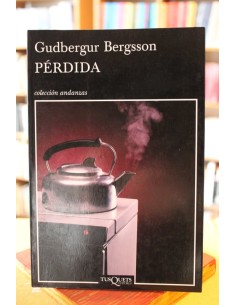 Gudbergur Bergsson
PÉRDIDA
colección andanzas
TUSQUETS